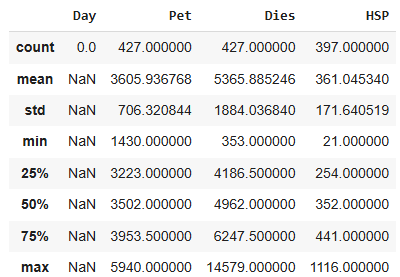 Day Pet Dies HSP
count 0.0 427.000000 427.000000 397.000000
mean NaN 3605.936768 5365.885246 361.045340
std NaN 706.320844 1884.036840 171.640519
min NaN 1430.000000 353.000000 21.000000
25% NaN 3223.000000 4186.500000 254.000000
50% NaN 3502.000000 4962.000000 352.000000
75% NaN 3953.500000 6247.500000 441.000000
max NaN 5940.000000 14579.000000 1116.000000